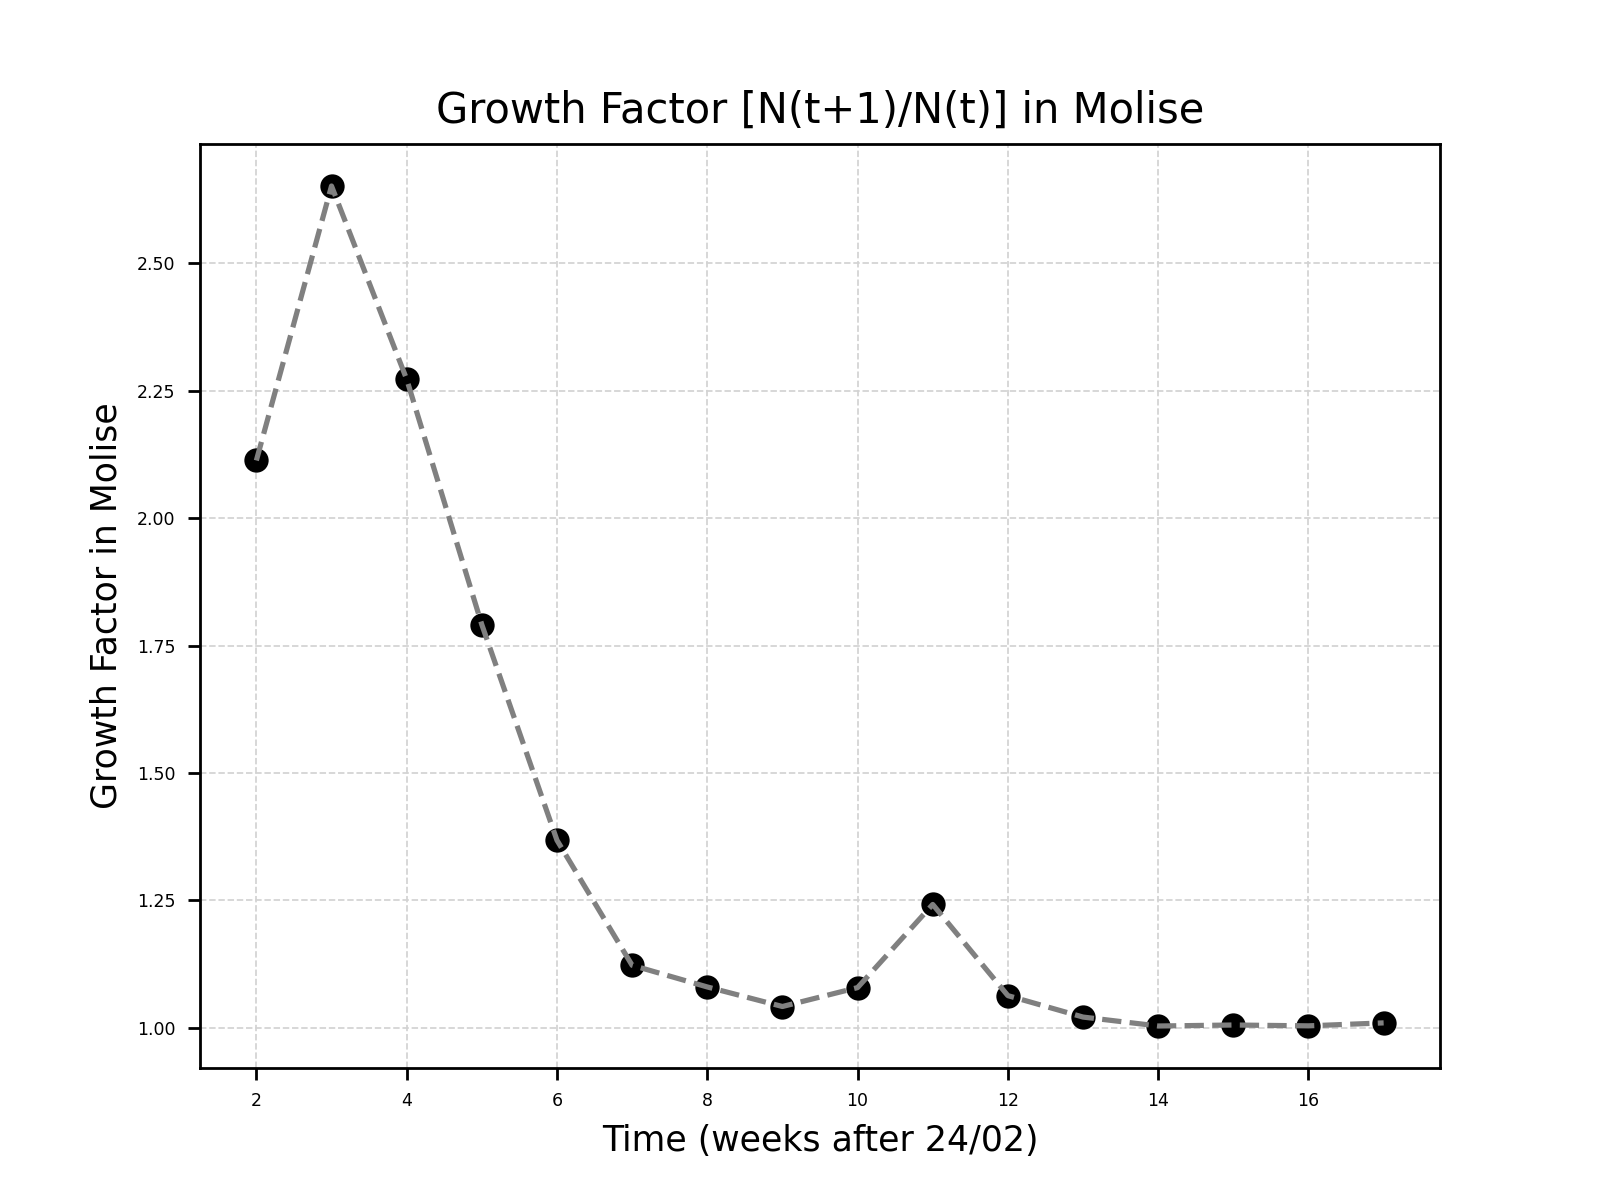 Growth Factor [N(t+1)/N(t)] in Molise
Growth Factor in Molise
2.50
2.25
2.00
1.75
1.50
1.25
1.00
2 4 6 8 10 12 14 16
Time (weeks after 24/02)